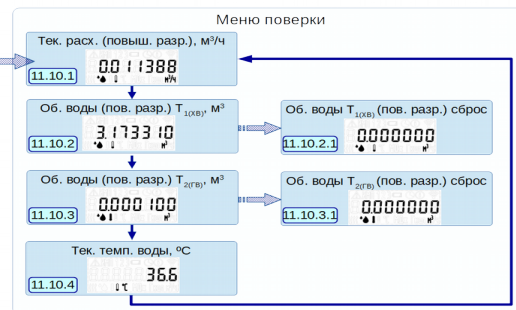 Меню поверки
Тек. расх. (повыш. разр.), м³/ч
0.011388
м³/ч
11.10.1
Об. воды (пов. разр.) T1(ХВ), м³
3.173310
м³
11.10.2
Об. воды T1(ХВ) (пов. разр.) сброс
0.000000
м³
11.10.2.1
Об. воды (пов. разр.) T2(ГВ), м³
0.000100
м³
11.10.3
Об. воды T2(ГВ) (пов. разр.) сброс
0.000000
м³
11.10.3.1
Тек. темп. воды, ºС
36.6
℃
11.10.4